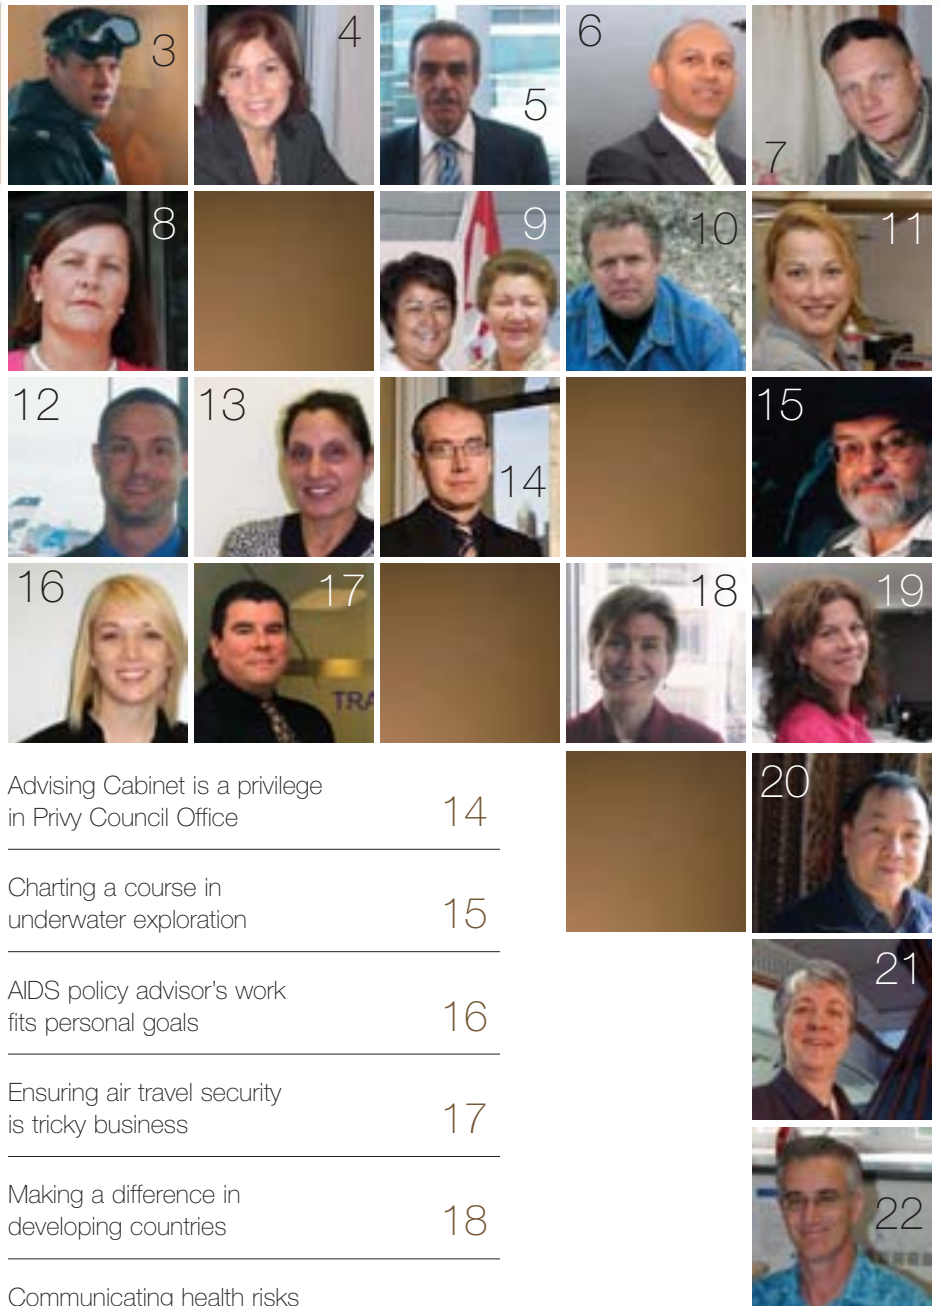 3
4
5
6
7
8
9
10
11
12
13
14
15
16
17
TRA
18
19
20
21
22
Advising Cabinet is a privilege
in Privy Council Office 14
Charting a course in
underwater exploration 15
AIDS policy advisor's work
fits personal goals 16
Ensuring air travel security
is tricky business 17
Making a difference in
developing countries 18
Communicating health risks